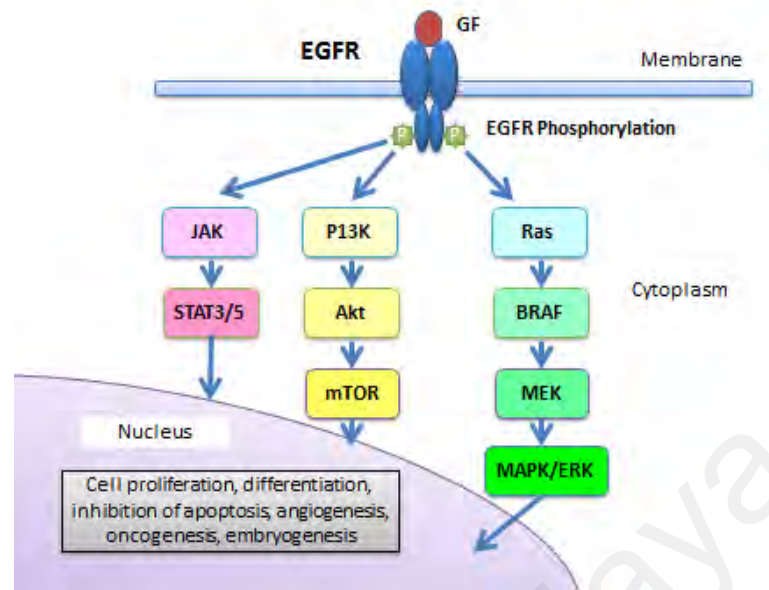 GF
EGFR
Membrane
P
P
EGFR Phosphorylation
JAK
P13K
Ras
Cytoplasm
STAT3/5
Akt
BRAF
mTOR
MEK
Nucleus
MAPK/ERK
Cell proliferation, differentiation,
inhibition of apoptosis, angiogenesis,
oncogenesis, embryogenesis